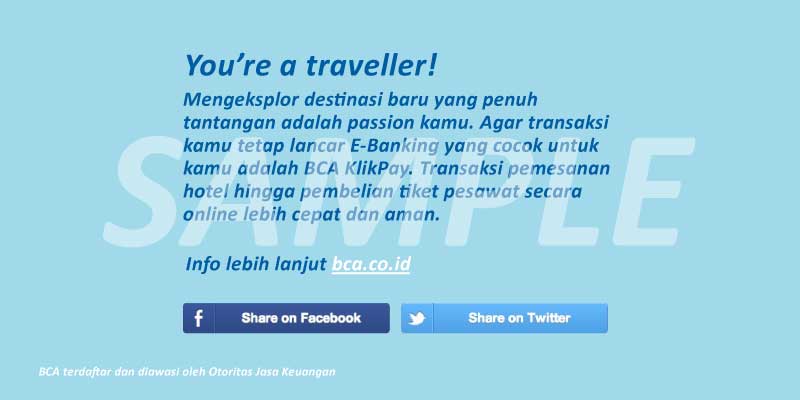 You're a traveller!
Mengeksplor destinasi baru yang penuh
tantangan adalah passion kamu. Agar transaksi
kamu tetap lancar E-Banking yang cocok untuk
kamu adalah BCA KlikPay. Transaksi pemesanan
hotel hingga pembelian tiket pesawat secara
online lebih cepat dan aman.
SAMPLE
Info lebih lanjut bca.co.id
Share on Facebook
Share on Twitter
BCA terdaftar dan diawasi oleh Otoritas Jasa Keuangan